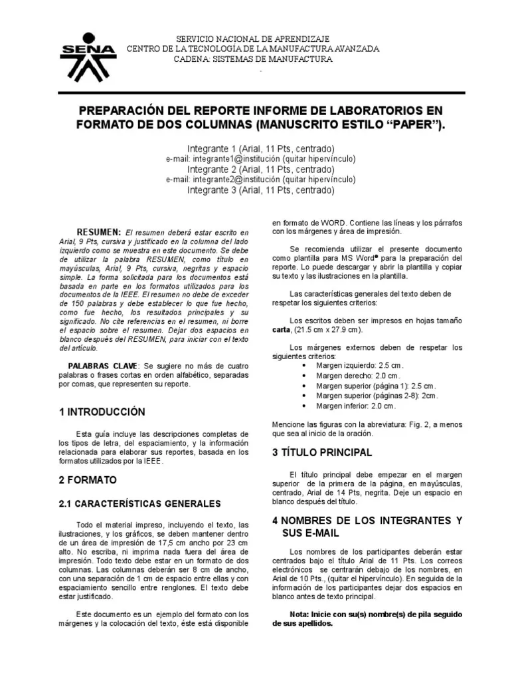 SENA
SERVICIO NACIONAL DE APRENDIZAJE
CENTRO DE LA TECNOLOGÍA DE LA MANUFACTURA AVANZADA
CADENA: SISTEMAS DE MANUFACTURA
.
PREPARACIÓN DEL REPORTE INFORME DE LABORATORIOS EN
FORMATO DE DOS COLUMNAS (MANUSCRITO ESTILO “PAPER”).
Integrante 1 (Arial, 11 Pts, centrado)
e-mail: integrante1@institución (quitar hipervínculo)
Integrante 2 (Arial, 11 Pts, centrado)
e-mail: integrante2@institución (quitar hipervínculo)
Integrante 3 (Arial, 11 Pts, centrado)
RESUMEN: El resumen deberá estar escrito en
Arial, 9 Pts, cursiva y justificado en la columna del lado
izquierdo como se muestra en este documento. Se debe
de utilizar la palabra RESUMEN, como título en
mayúsculas, Arial, 9 Pts, cursiva, negritas y espacio
simple. La forma solicitada para los documentos está
basada en parte en los formatos utilizados para los
documentos de la IEEE. El resumen no debe de exceder
de 150 palabras y debe establecer lo que fue hecho,
como fue hecho, los resultados principales y su
significado. No cite referencias en el resumen, ni borre
el espacio sobre el resumen. Dejar dos espacios en
blanco después del RESUMEN, para iniciar con el texto
del artículo.
PALABRAS CLAVE: Se sugiere no más de cuatro
palabras o frases cortas en orden alfabético, separadas
por comas, que representen su reporte.
1 INTRODUCCIÓN
Esta guía incluye las descripciones completas de
los tipos de letra, del espaciamiento, y la información
relacionada para elaborar sus reportes, basada en los
formatos utilizados por la IEEE.
2 FORMATO
2.1 CARACTERÍSTICAS GENERALES
Todo el material impreso, incluyendo el texto, las
ilustraciones, y los gráficos, se deben mantener dentro
de un área de impresión de 17,5 cm ancho por 23 cm
alto. No escriba, ni imprima nada fuera del área de
impresión. Todo texto debe estar en un formato de dos
columnas. Las columnas deberán ser 8 cm de ancho,
con una separación de 1 cm de espacio entre ellas y con
espaciamiento sencillo entre renglones. El texto debe
estar justificado.
Este documento es un ejemplo del formato con los
márgenes y la colocación del texto, éste está disponible
en formato de WORD. Contiene las líneas y los párrafos
con los márgenes y área de impresión.
Se recomienda utilizar el presente documento
como plantilla para MS Word® para la preparación del
reporte. Lo puede descargar y abrir la plantilla y copiar
su texto y las ilustraciones en la plantilla.
Las características generales del texto deben de
respetar los siguientes criterios:
Los escritos deben ser impresos en hojas tamaño
carta, (21.5 cm x 27.9 cm).
Los márgenes externos deben de respetar los
siguientes criterios:
• Margen izquierdo: 2.5 cm.
• Margen derecho: 2.0 cm.
• Margen superior (página 1): 2.5 cm.
• Margen superior (páginas 2-8): 2cm.
• Margen inferior: 2.0 cm.
Mencione las figuras con la abreviatura: Fig. 2, a menos
que sea al inicio de la oración.
3 TÍTULO PRINCIPAL
El título principal debe empezar en el margen
superior de la primera de la página, en mayúsculas,
centrado, Arial de 14 Pts, negrita. Deje un espacio en
blanco después del título.
4 NOMBRES DE LOS INTEGRANTES Y
SUS E-MAIL
Los nombres de los participantes deberán estar
centrados bajo el título Arial de 11 Pts. Los correos
electrónicos se centrarán debajo de los nombres, en
Arial de 10 Pts., (quitar el hipervínculo). En seguida de la
información de los participantes dejar dos espacios en
blanco antes de texto principal.
Nota: Inicie con su(s) nombre(s) de pila seguido
de sus apellidos.